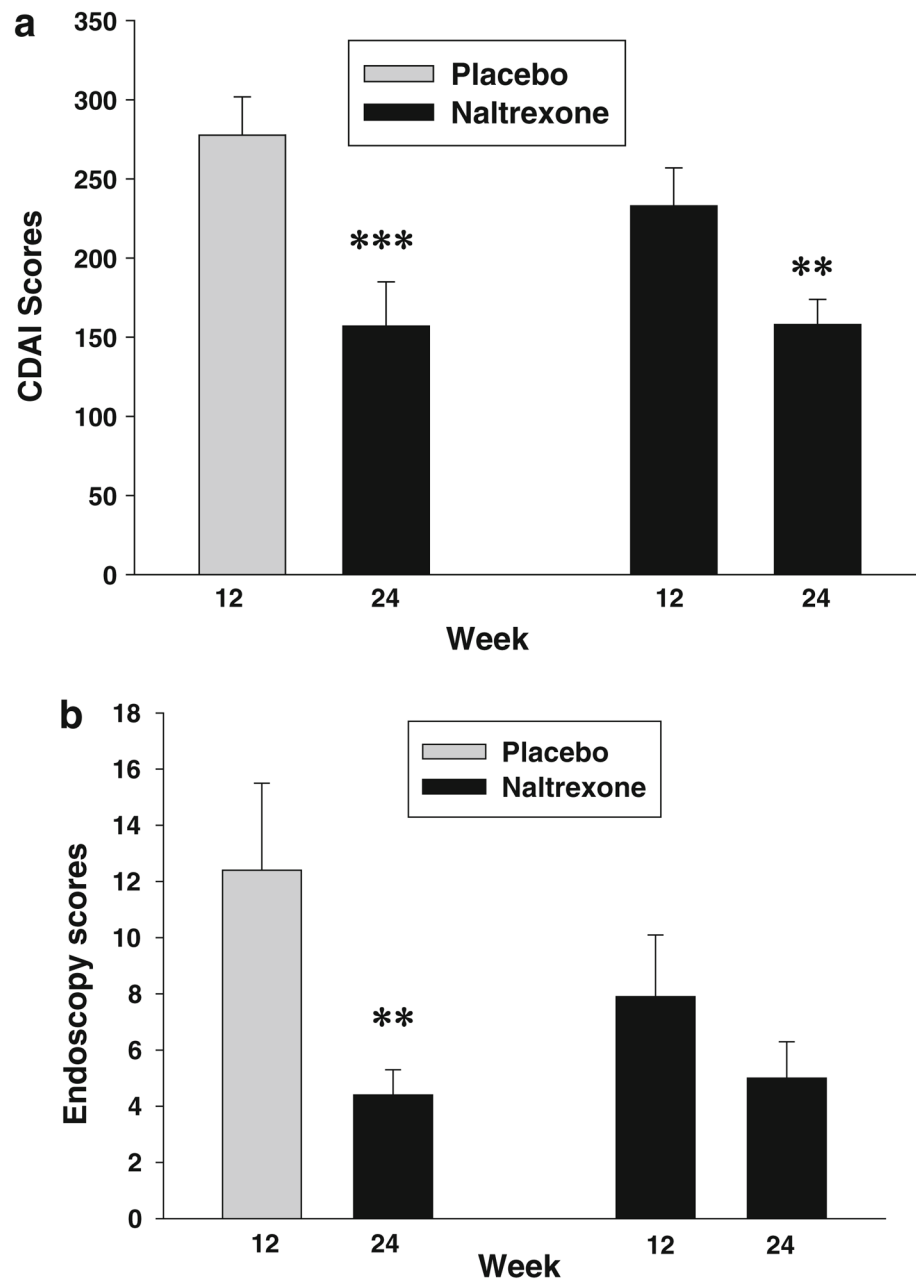 a
350
300
250
200
150
100
50
0
CDAI Scores
Placebo
Naltrexone
***
**
12 24 12 24
Week
b
18
16
14
12
10
8
6
4
2
0
Endoscopy scores
Placebo
Naltrexone
**
12 24 12 24
Week